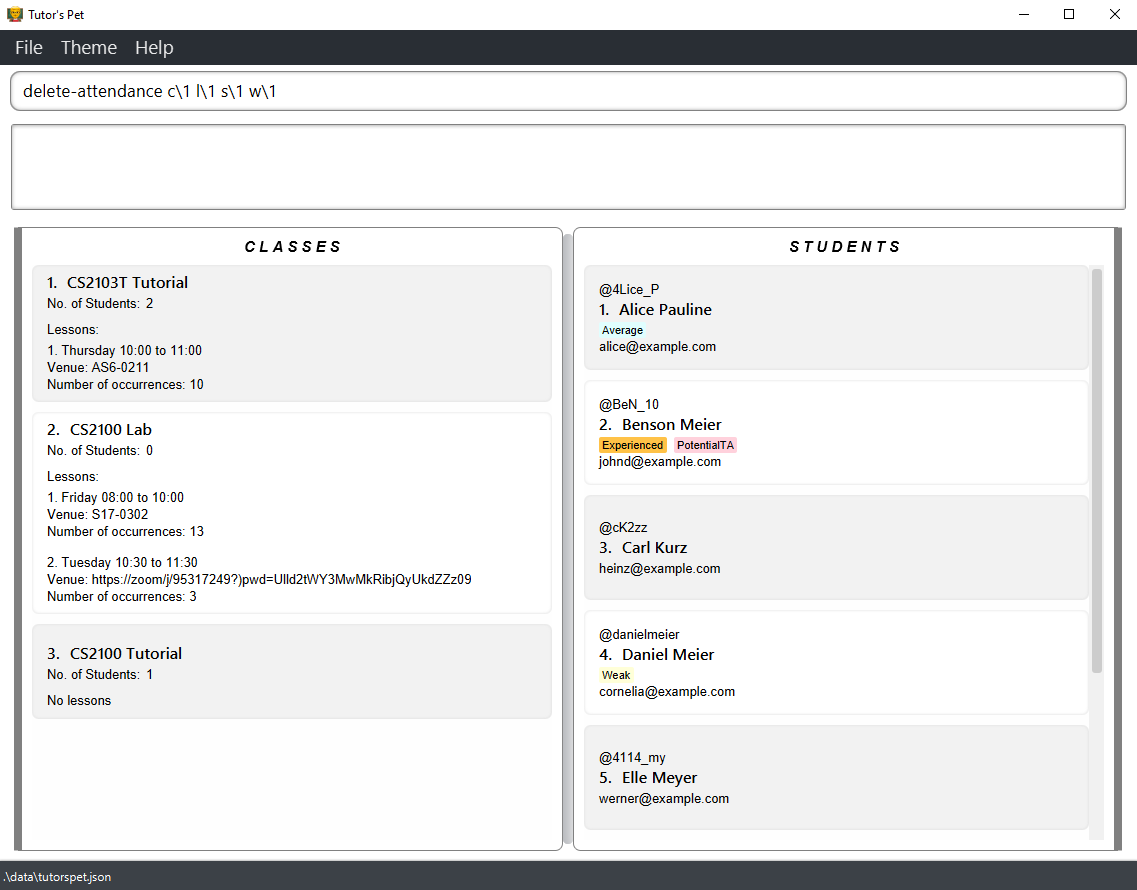 Tutor's Pet
File Theme Help
delete-attendance c\1 l\1 s\1 w\1
CLASSES
1. CS2103T Tutorial
No. of Students: 2
Lessons:
1. Thursday 10:00 to 11:00
Venue: AS6-0211
Number of occurrences: 10
2. CS2100 Lab
No. of Students: 0
Lessons:
1. Friday 08:00 to 10:00
Venue: S17-0302
Number of occurrences: 13
2. Tuesday 10:30 to 11:30
Venue: https://zoom/j/95317249?)pwd=Ulld2tWY3MwMkRibjQyUkdZZz09
Number of occurrences: 3
3. CS2100 Tutorial
No. of Students: 1
No lessons
STUDENTS
@4Lice_P
1. Alice Pauline
Average
alice@example.com
@BeN_10
2. Benson Meier
Experienced PotentialTA
johnd@example.com
@cK2zz
3. Carl Kurz
heinz@example.com
@danielmeier
4. Daniel Meier
Weak
cornelia@example.com
@4114_my
5. Elle Meyer
werner@example.com
.\data\tutorspet.json